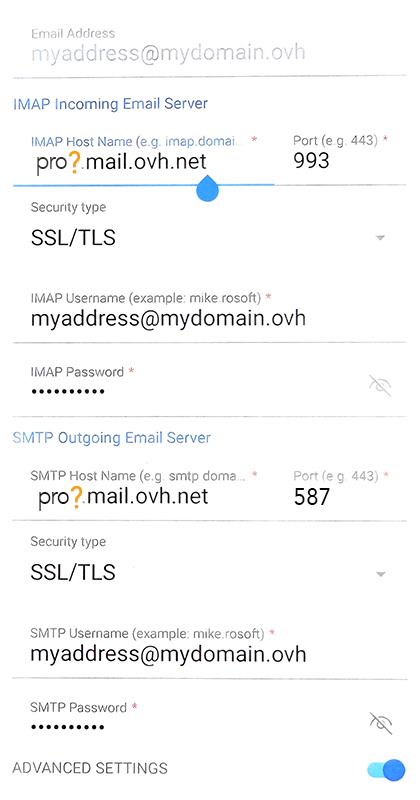 Email Address
myaddress@mydomain.ovh
IMAP Incoming Email Server
IMAP Host Name (e.g. imap.domai... * Port (e.g. 443) *
pro?.mail.ovh.net 993
Security type
SSL/TLS
IMAP Username (example: mike.rosoft) *
myaddress@mydomain.ovh
IMAP Password *
••••••••••
SMTP Outgoing Email Server
SMTP Host Name (e.g. smtp doma... * Port (e.g. 443) *
pro?.mail.ovh.net 587
Security type
SSL/TLS
SMTP Username (example: mike.rosoft) *
myaddress@mydomain.ovh
SMTP Password *
••••••••••
ADVANCED SETTINGS